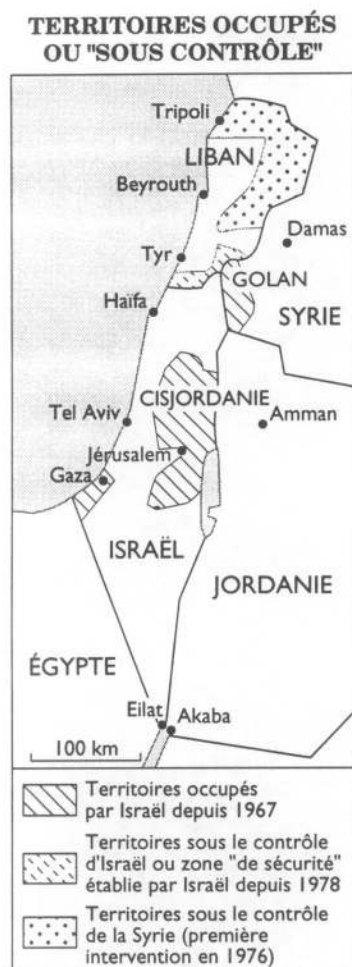 TERRITOIRES OCCUPÉS
OU "SOUS CONTRÔLE"
Tripoli
LIBAN
Beyrouth
Damas
Tyr
GOLAN
Haïfa
SYRIE
CISJORDANIE
Tel Aviv
Amman
Jérusalem
Gaza
ISRAËL
JORDANIE
ÉGYPTE
Eilat
Akaba
100 km
Territoires occupés
par Israël depuis 1967
Territoires sous le contrôle
d'Israël ou zone "de sécurité"
établie par Israël depuis 1978
Territoires sous le contrôle
de la Syrie (première
intervention en 1976)